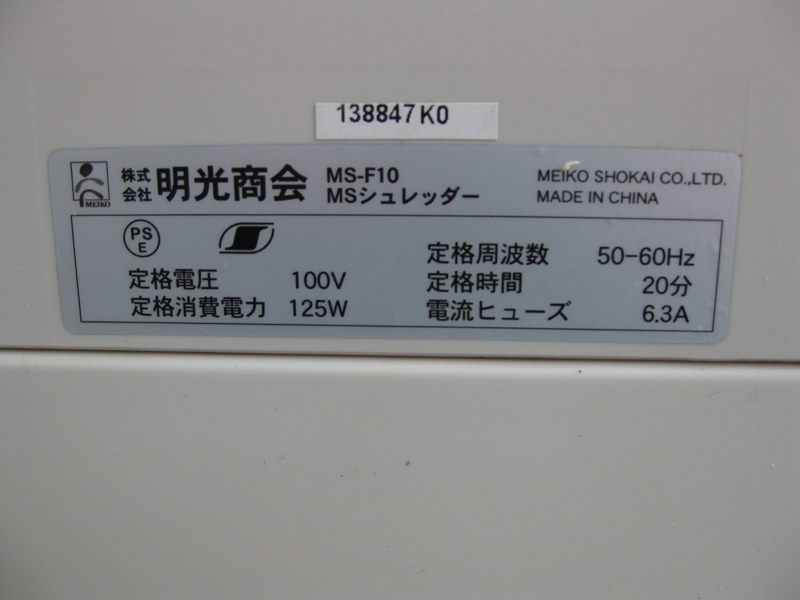 138847K0
株式会社 明光商会 MS-F10 MEIKO SHOKAI CO.,LTD.
MEIKO MSシュレッダー MADE IN CHINA
PS E
定格周波数 50-60Hz
定格電圧 100V 定格時間 20分
定格消費電力 125W 電流ヒューズ 6.3A